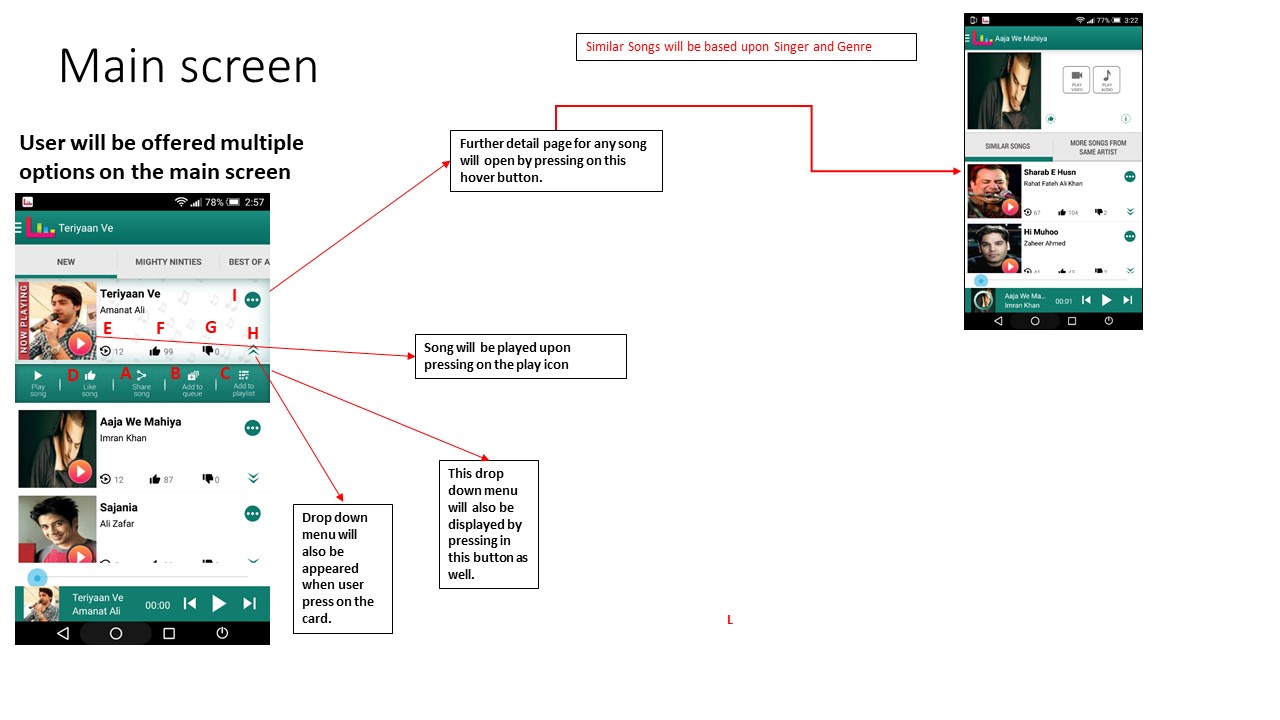 Main screen
User will be offered multiple
options on the main screen
78% 2:57
Teriyaan Ve
NEW MIGHTY NINTIES BEST OF A
NOW PLAYING
Teriyaan Ve I
Amanat Ali
E F G H
12 99 0
D A B C
Play
song
Like
song
Share
song
Add to
queue
Add to
playlist
Aaja We Mahiya
Imran Khan
12 87 0
Sajania
Ali Zafar
Teriyaan Ve
Amanat Ali
00:00
Further detail page for any song
will open by pressing on this
hover button.
Song will be played upon
pressing on the play icon
Drop down
menu will
also be
appeared
when user
press on the
card.
This drop
down menu
will also be
displayed by
pressing in
this button as
well.
L
Similar Songs will be based upon Singer and Genre
77% 3:22
Aaja We Mahiya
PLAY
VIDEO
PLAY
AUDIO
SIMILAR SONGS
MORE SONGS FROM
SAME ARTIST
Sharab E Husn
Rahat Fateh Ali Khan
67 104 2
Hi Muhoo
Zaheer Ahmed
Aaja We Ma...
Imran Khan
00:01